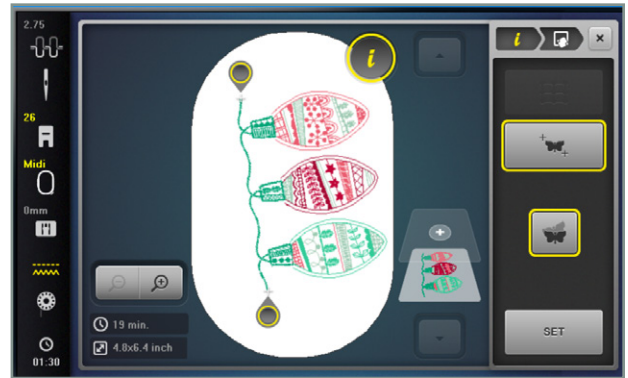 2.75
26
Midi
0mm
01:30
i
19 min.
4.8x6.4 inch
i
×
SET